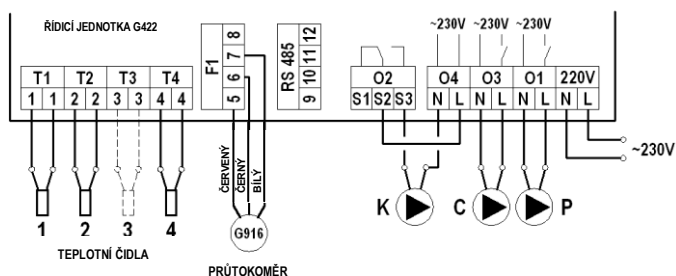 ŘÍDICÍ JEDNOTKA G422
~230V ~230V ~230V
T1 T2 T3 T4
1 1 2 2 3 3 4 4
F1
5 6 7 8
RS 485
9 10 11 12
O2 O4 O3 O1 220V
S1 S2 S3 N L N L N L N L
~230V
ČERVENÝ
ČERNÝ
BÍLÝ
1 2 3 4
G916
K C P
TEPLOTNÍ ČIDLA
PRŮTOKOMĚR